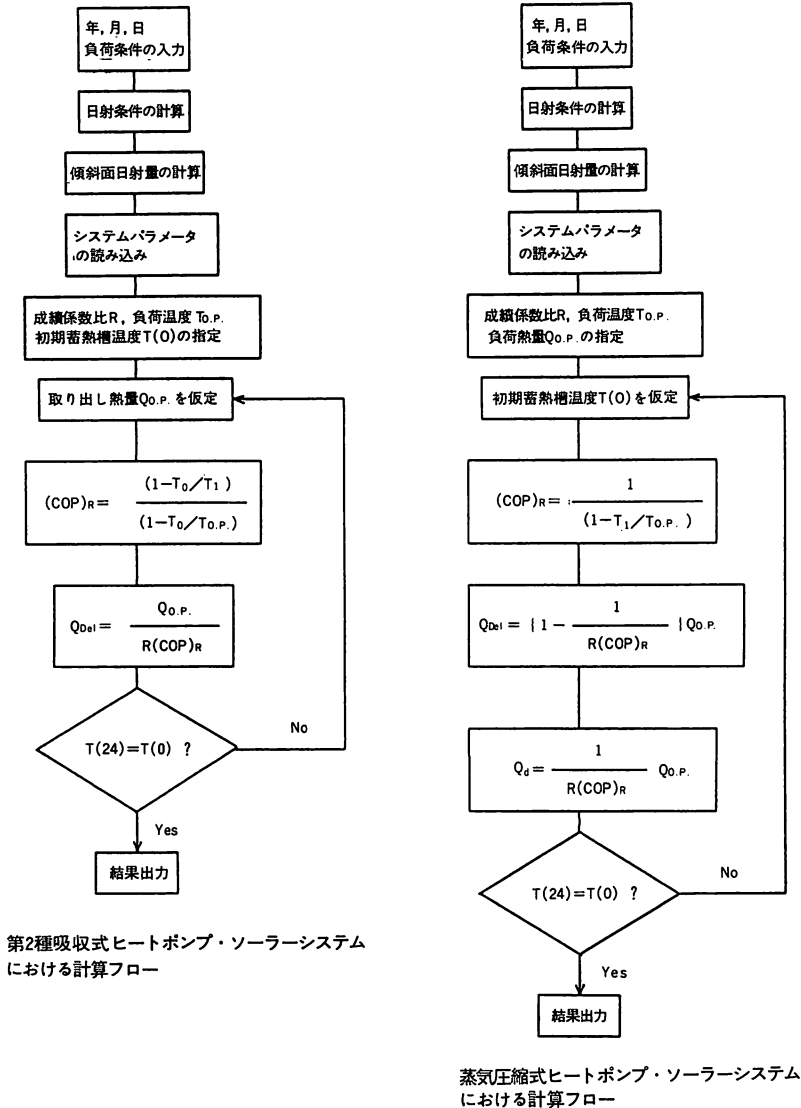 年, 月, 日
負荷条件の入力
日射条件の計算
傾斜面日射量の計算
システムパラメータ
の読み込み
成績係数比R, 負荷温度 To.P.
初期蓄熱槽温度T(0)の指定
取り出し熱量Qo.P. を仮定
(COP)R= (1−T0/T1) / (1−T0/To.P.)
QDel= Qo.P. / R(COP)R
T(24)=T(0) ?
No
Yes
結果出力
第2種吸収式ヒートポンプ・ソーラーシステム
における計算フロー
年, 月, 日
負荷条件の入力
日射条件の計算
傾斜面日射量の計算
システムパラメータ
の読み込み
成績係数比R, 負荷温度To.P.
負荷熱量Qo.P. の指定
初期蓄熱槽温度T(0)を仮定
(COP)R= 1 / (1−T1/To.P.)
QDel= {1− 1 / R(COP)R }Qo.P.
Qd= 1 / R(COP)R Qo.P.
T(24)=T(0) ?
No
Yes
結果出力
蒸気圧縮式ヒートポンプ・ソーラーシステム
における計算フロー